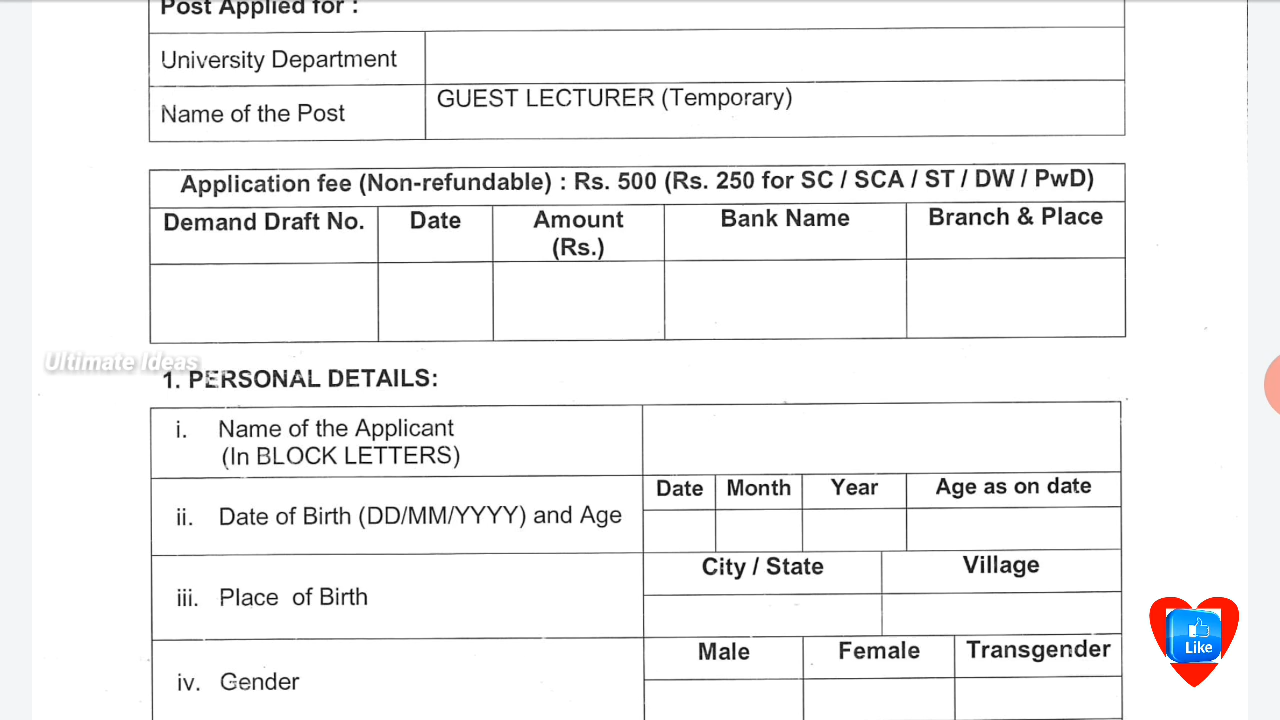 Post Applied for :
University Department
Name of the Post
GUEST LECTURER (Temporary)
Application fee (Non-refundable) : Rs. 500 (Rs. 250 for SC / SCA / ST / DW / PwD)
Demand Draft No.
Date
Amount
(Rs.)
Bank Name
Branch & Place
Ultimate Ideas
1. PERSONAL DETAILS:
i. Name of the Applicant
(In BLOCK LETTERS)
ii. Date of Birth (DD/MM/YYYY) and Age
Date
Month
Year
Age as on date
iii. Place of Birth
City / State
Village
iv. Gender
Male
Female
Transgender
Like